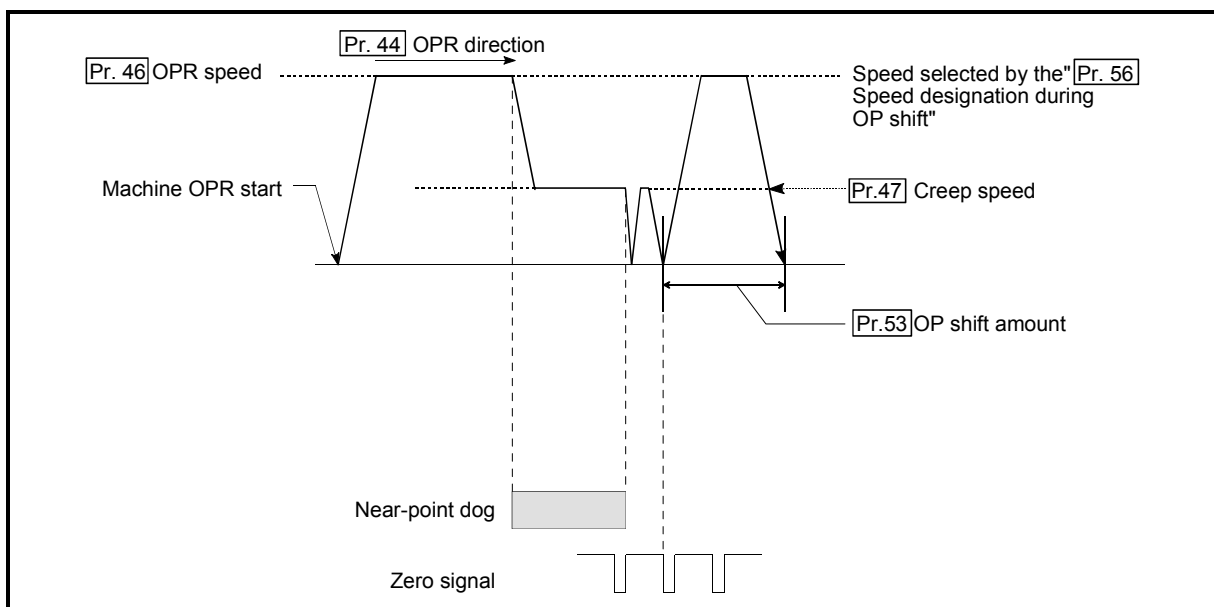 Pr. 44 OPR direction
Pr. 46 OPR speed
Speed selected by the" Pr. 56
Speed designation during
OP shift"
Machine OPR start
Pr.47 Creep speed
Pr.53 OP shift amount
Near-point dog
Zero signal